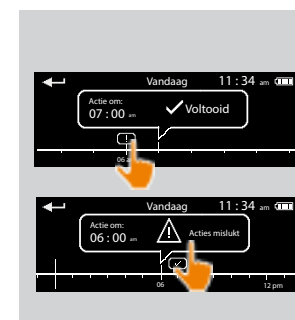 Vandaag 11 : 34 am
Actie om:
07 : 00 am
Voltooid
06 am
Vandaag 11 : 34 am
Actie om:
06 : 00 am
Acties mislukt
06
12 pm